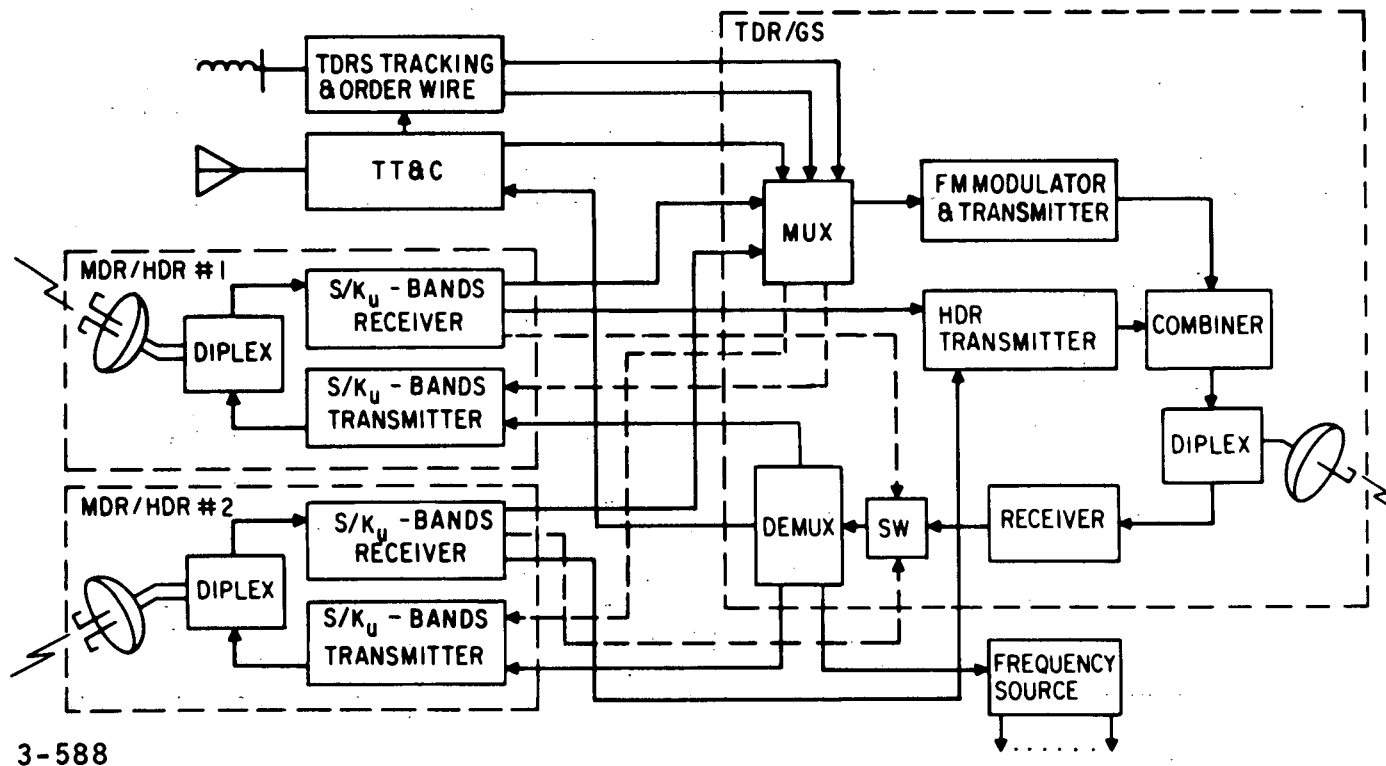 TDR/GS
TDRS TRACKING
& ORDER WIRE
TT&C
MUX
FM MODULATOR
& TRANSMITTER
MDR/HDR #1
S/Ku - BANDS
RECEIVER
DIPLEX
S/Ku - BANDS
TRANSMITTER
HDR
TRANSMITTER
COMBINER
DIPLEX
MDR/HDR #2
S/Ku - BANDS
RECEIVER
DIPLEX
S/Ku - BANDS
TRANSMITTER
DEMUX
SW
RECEIVER
FREQUENCY
SOURCE
3-588